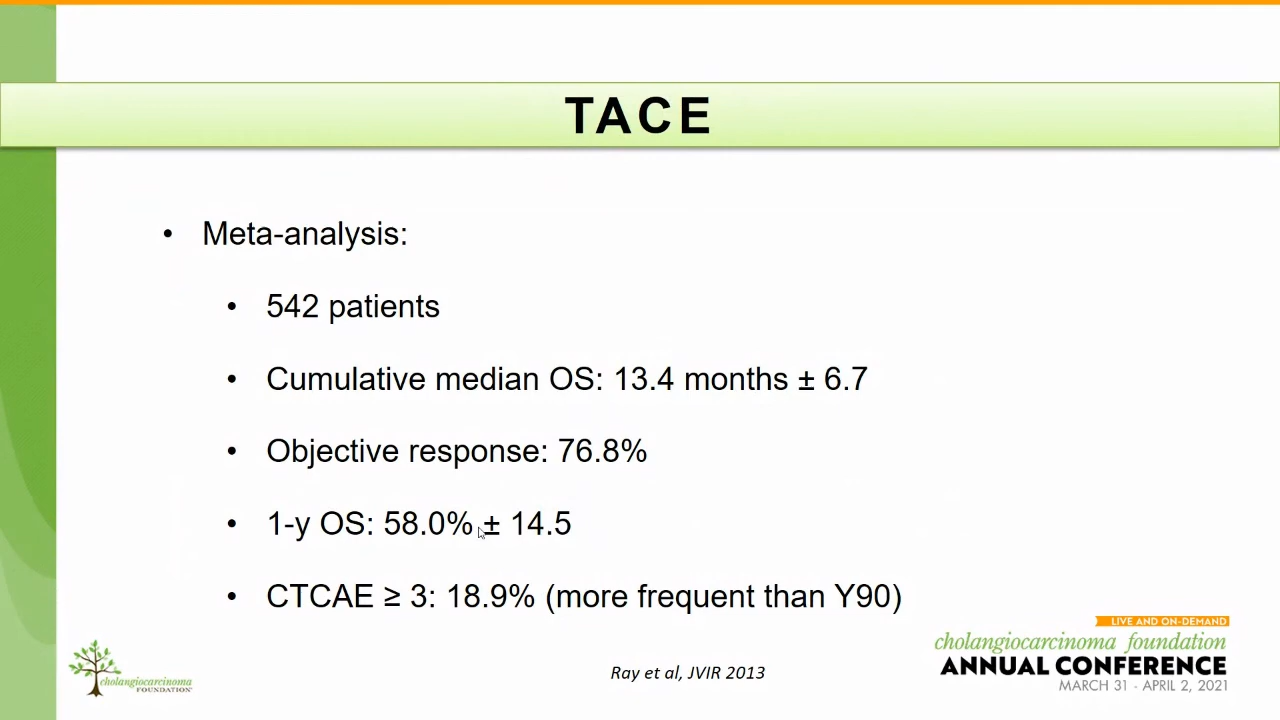 TACE
• Meta-analysis:
• 542 patients
• Cumulative median OS: 13.4 months ± 6.7
• Objective response: 76.8%
• 1-y OS: 58.0% ± 14.5
• CTCAE ≥ 3: 18.9% (more frequent than Y90)
cholangiocarcinoma
FOUNDATION
Ray et al, JVIR 2013
LIVE AND ON-DEMAND
cholangiocarcinoma foundation
ANNUAL CONFERENCE
MARCH 31 - APRIL 2, 2021